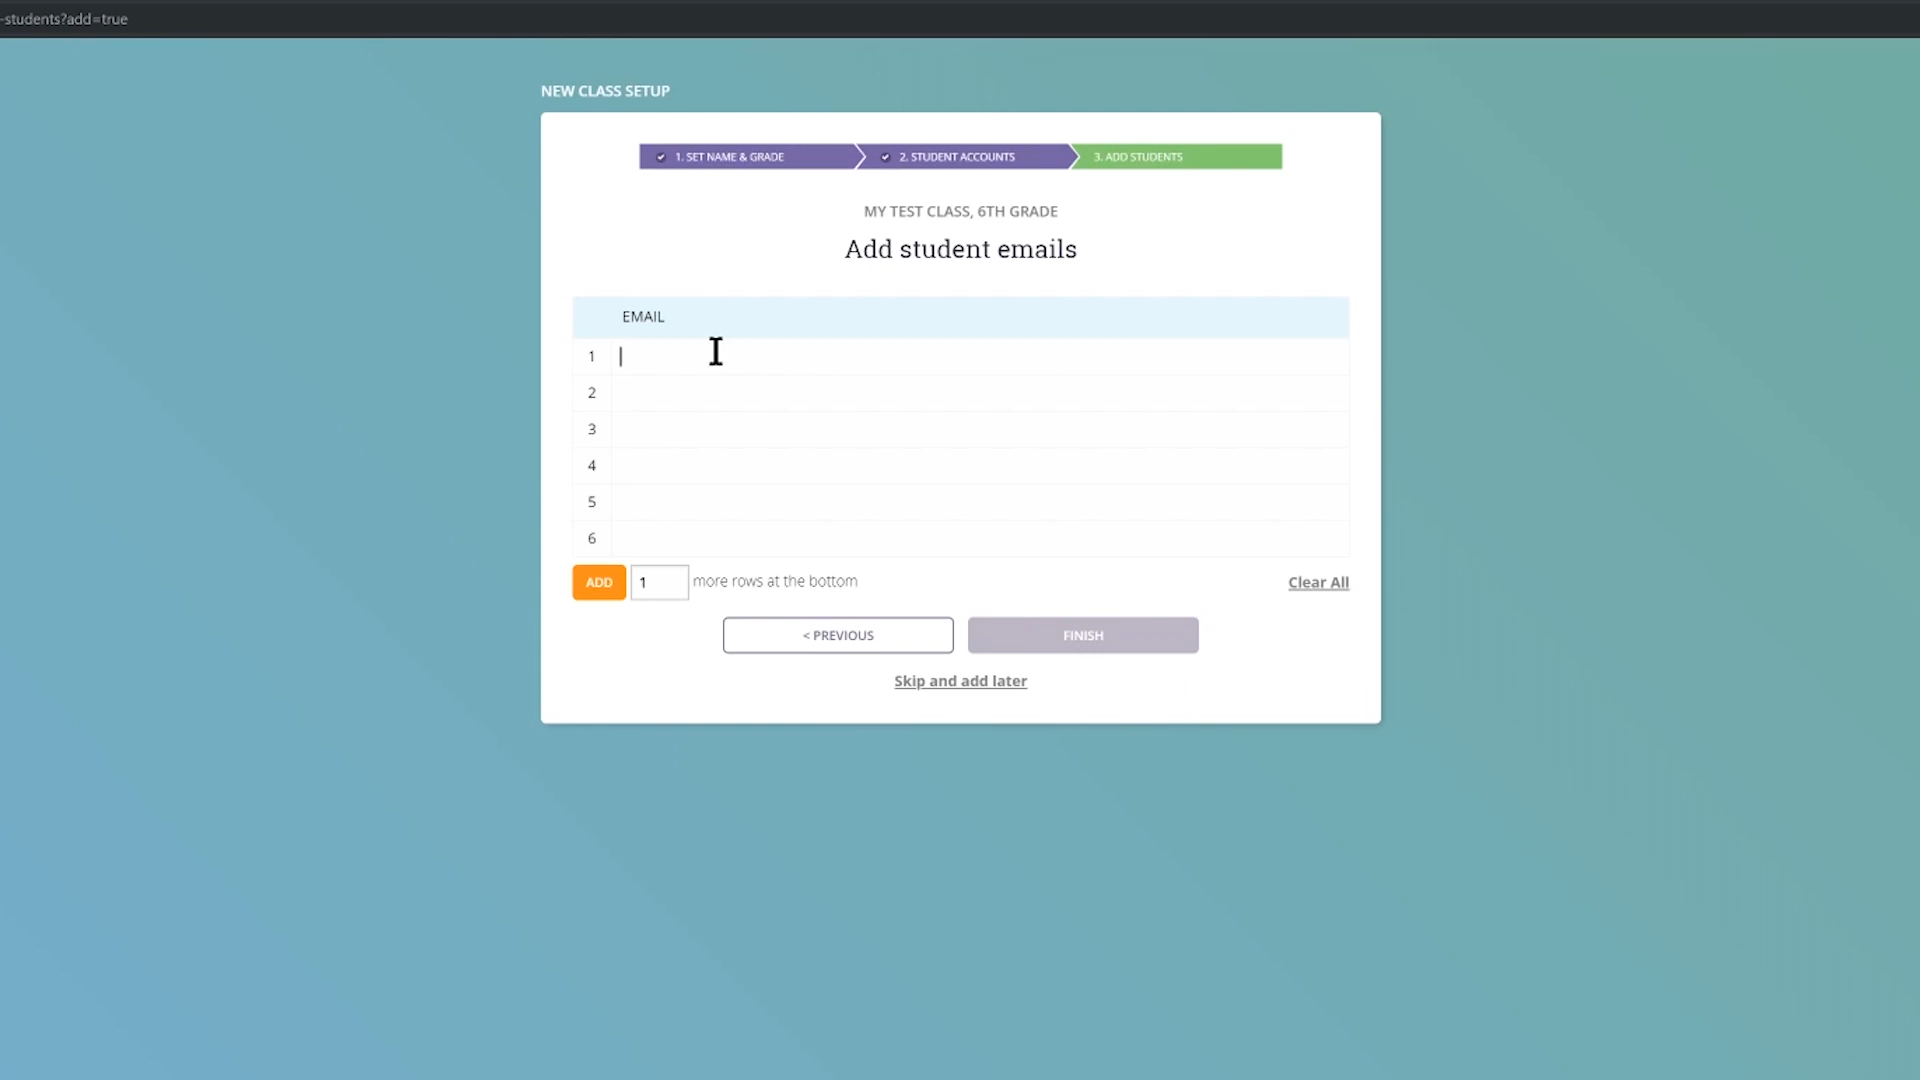 -students?add=true
NEW CLASS SETUP
1. SET NAME & GRADE
2. STUDENT ACCOUNTS
3. ADD STUDENTS
MY TEST CLASS, 6TH GRADE
Add student emails
EMAIL
1
2
3
4
5
6
ADD 1 more rows at the bottom Clear All
< PREVIOUS FINISH
Skip and add later